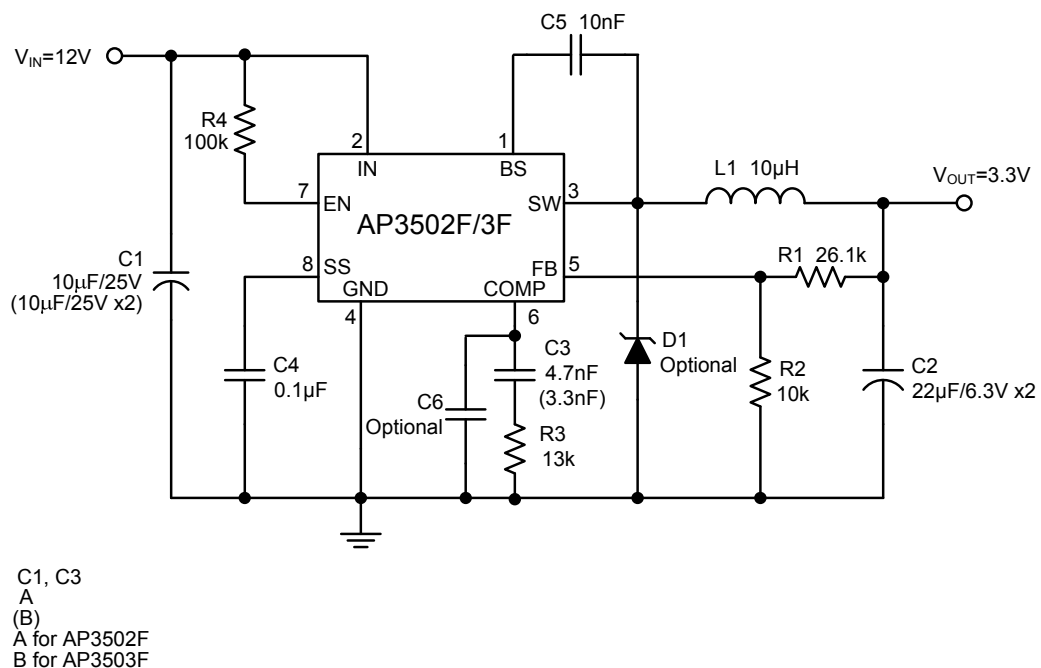 C5 10nF
V_IN=12V
R4
100k
2
IN
1
BS
L1 10µH
V_OUT=3.3V
7
EN
SW
3
AP3502F/3F
C1
10µF/25V
(10µF/25V x2)
8
SS
FB
5
R1 26.1k
GND
COMP
4
6
C4
0.1µF
C3
4.7nF
(3.3nF)
D1
Optional
R2
10k
C2
22µF/6.3V x2
C6
Optional
R3
13k
C1, C3
A
(B)
A for AP3502F
B for AP3503F